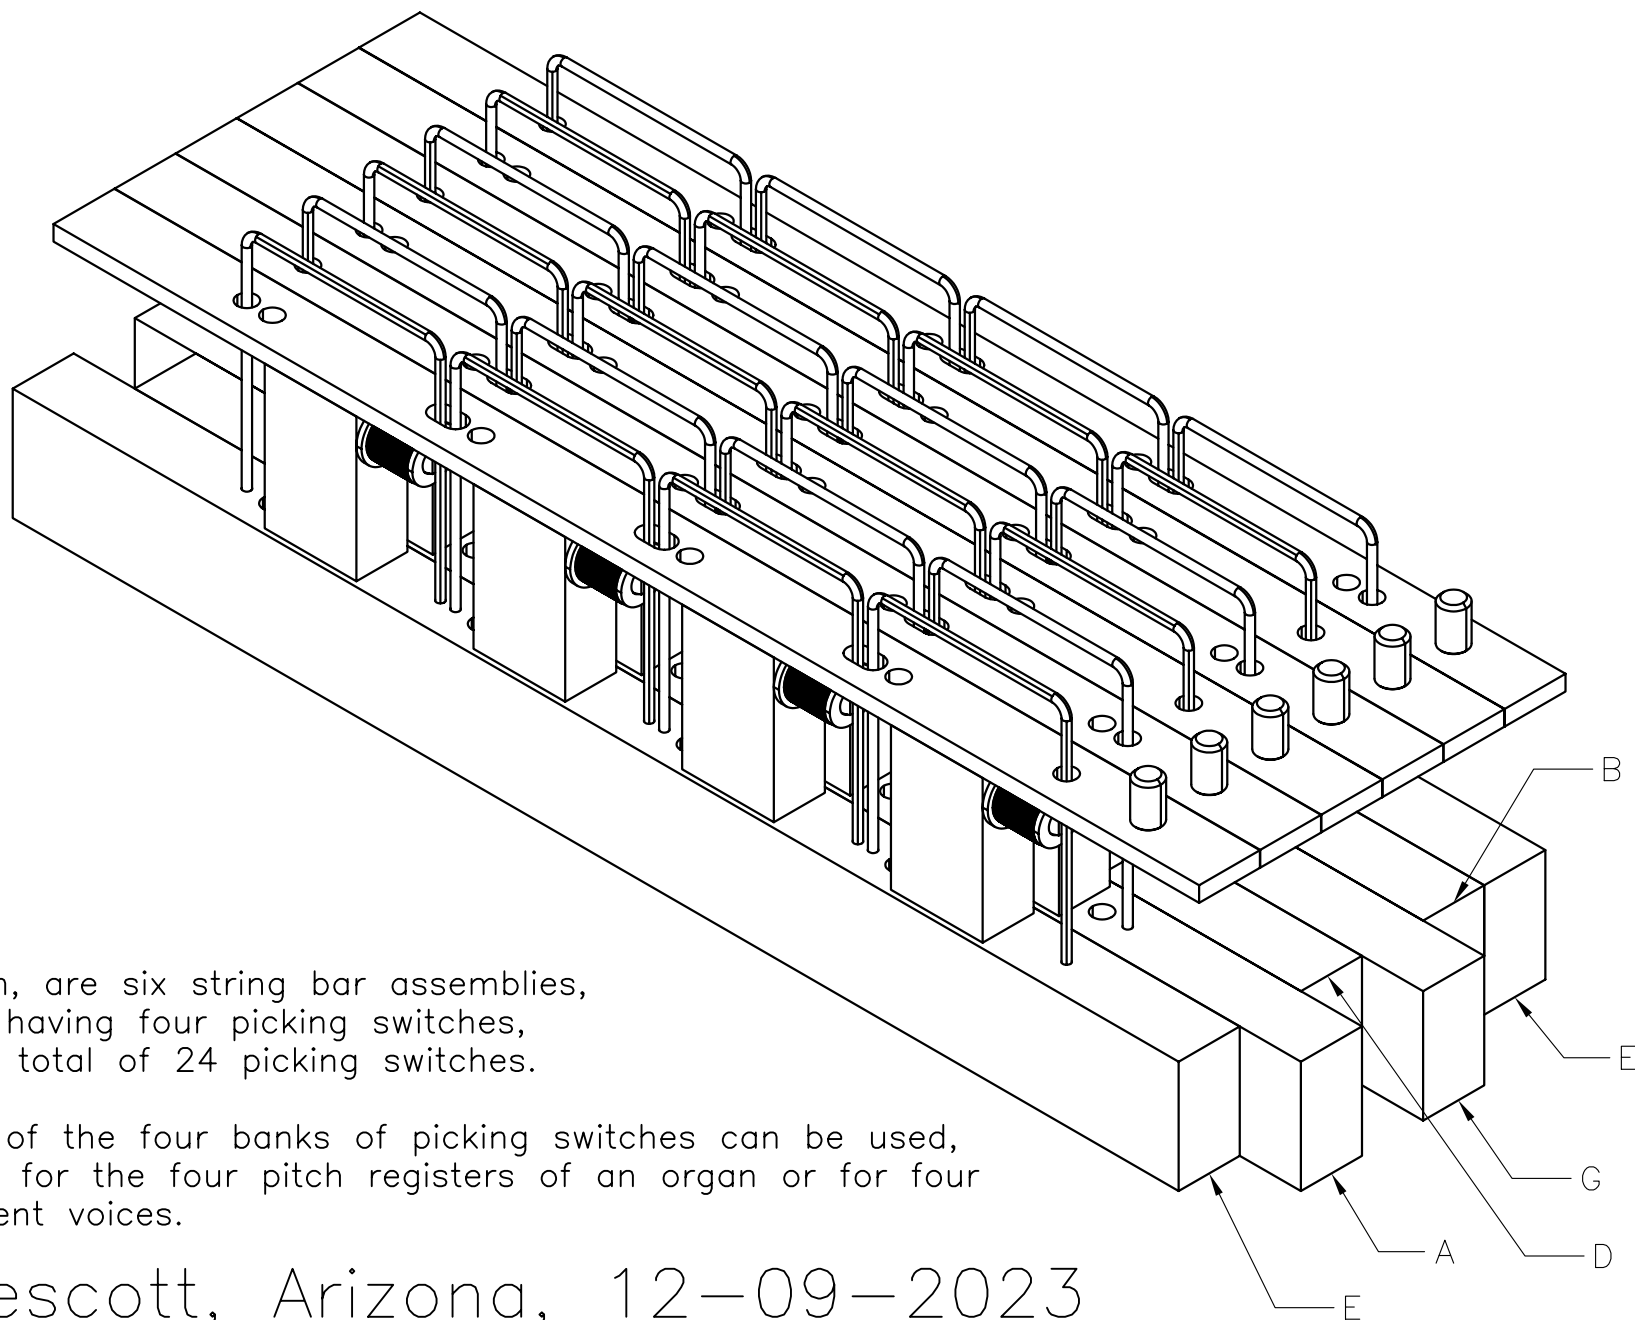 B
E
G
D
A
E
are six string bar assemblies,
having four picking switches,
total of 24 picking switches.
of the four banks of picking switches can be used,
for the four pitch registers of an organ or for four
voices.
Arizona, 12-09-2023